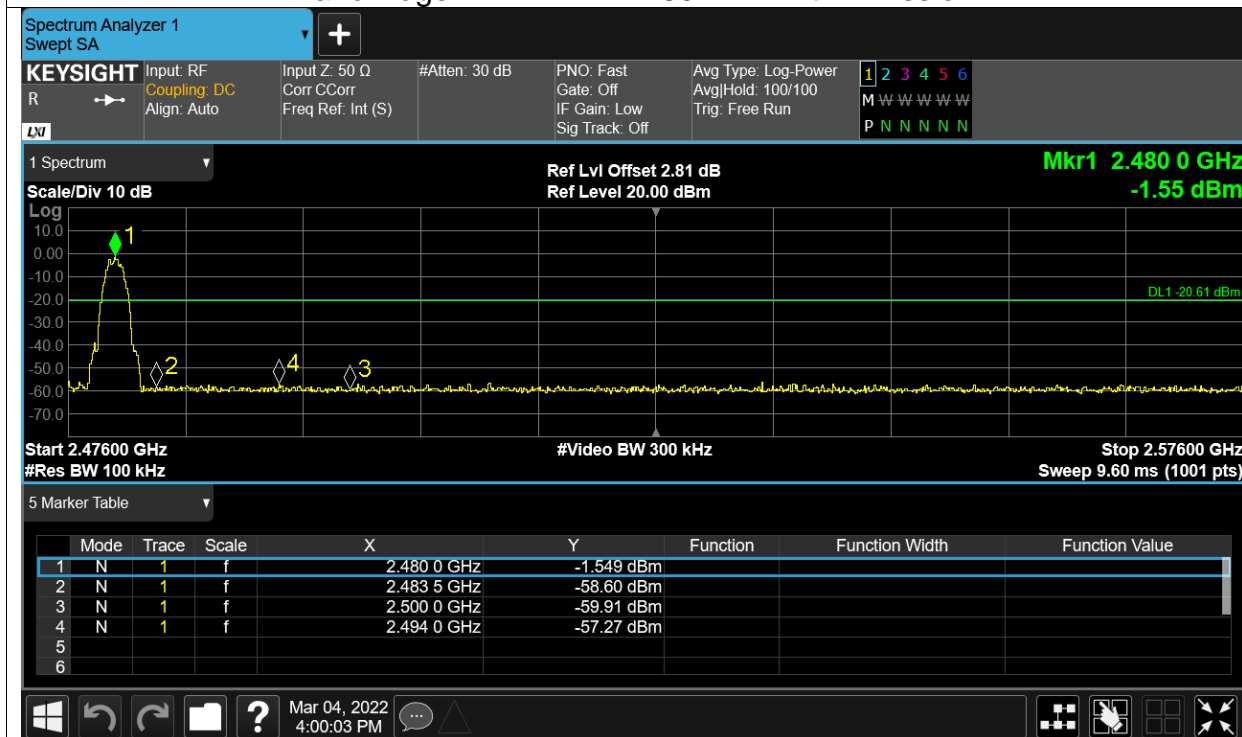 Spectrum Analyzer 1
Swept SA
+
KEYSIGHT Input: RF Input Z: 50 Ω #Atten: 30 dB PNO: Fast Avg Type: Log-Power 1 2 3 4 5 6
R Coupling: DC Corr CCorr Gate: Off Avg|Hold: 100/100 M W W W W W W
Align: Auto Freq Ref: Int (S) IF Gain: Low Trig: Free Run
LXI Sig Track: Off P N N N N N N
1 Spectrum Ref Lvl Offset 2.81 dB Mkr1 2.480 0 GHz
Scale/Div 10 dB Ref Level 20.00 dBm -1.55 dBm
Log
10.0 1
0.00
-10.0
-20.0 DL1 -20.61 dBm
-30.0
-40.0
-50.0 2 4 3
-60.0
-70.0
Start 2.47600 GHz #Video BW 300 kHz Stop 2.57600 GHz
#Res BW 100 kHz Sweep 9.60 ms (1001 pts)
5 Marker Table
Mode Trace Scale X Y Function Function Width Function Value
1 N 1 f 2.480 0 GHz -1.549 dBm
2 N 1 f 2.483 5 GHz -58.60 dBm
3 N 1 f 2.500 0 GHz -59.91 dBm
4 N 1 f 2.494 0 GHz -57.27 dBm
5
6
? Mar 04, 2022
4:00:03 PM